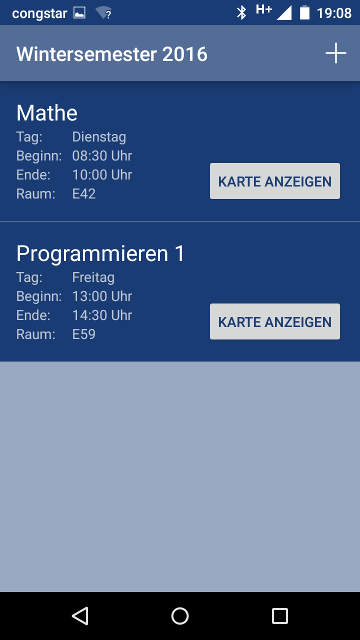 congstar H+ 19:08
Wintersemester 2016
Mathe
Tag: Dienstag
Beginn: 08:30 Uhr
Ende: 10:00 Uhr
Raum: E42
KARTE ANZEIGEN
Programmieren 1
Tag: Freitag
Beginn: 13:00 Uhr
Ende: 14:30 Uhr
Raum: E59
KARTE ANZEIGEN